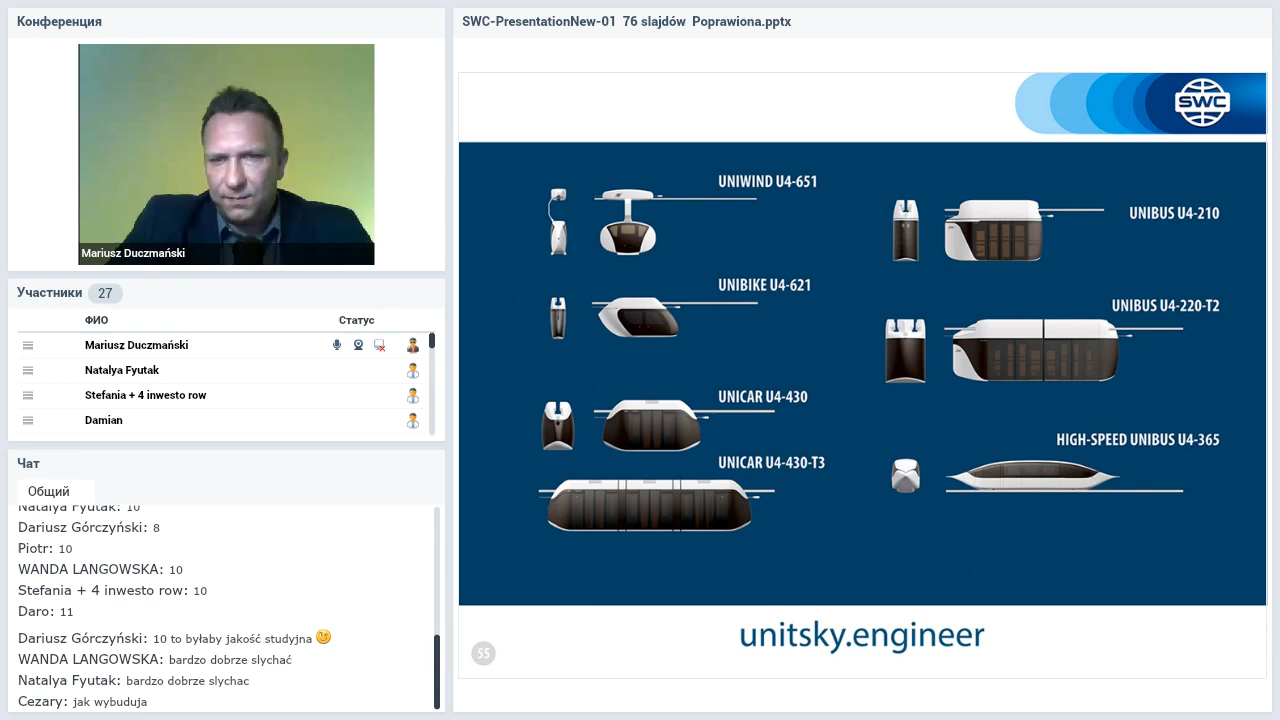 Конференция
Mariusz Duczmański
Участники 27
ФИО Статус
Mariusz Duczmański
Natalya Fyutak
Stefania + 4 inwesto row
Damian
Чат
Общий
Natalya Fyutak: 10
Dariusz Górczyński: 8
Piotr: 10
WANDA LANGOWSKA: 10
Stefania + 4 inwesto row: 10
Daro: 11
Dariusz Górczyński: 10 to byłaby jakość studyjna
WANDA LANGOWSKA: bardzo dobrze slychać
Natalya Fyutak: bardzo dobrze slychac
Cezary: jak wybuduja
SWC-PresentationNew-01 76 slajdów Poprawiona.pptx
SWC
UNIWIND U4-651
UNIBIKE U4-621
UNICAR U4-430
UNICAR U4-430-T3
UNIBUS U4-210
UNIBUS U4-220-T2
HIGH-SPEED UNIBUS U4-365
unitsky.engineer
55